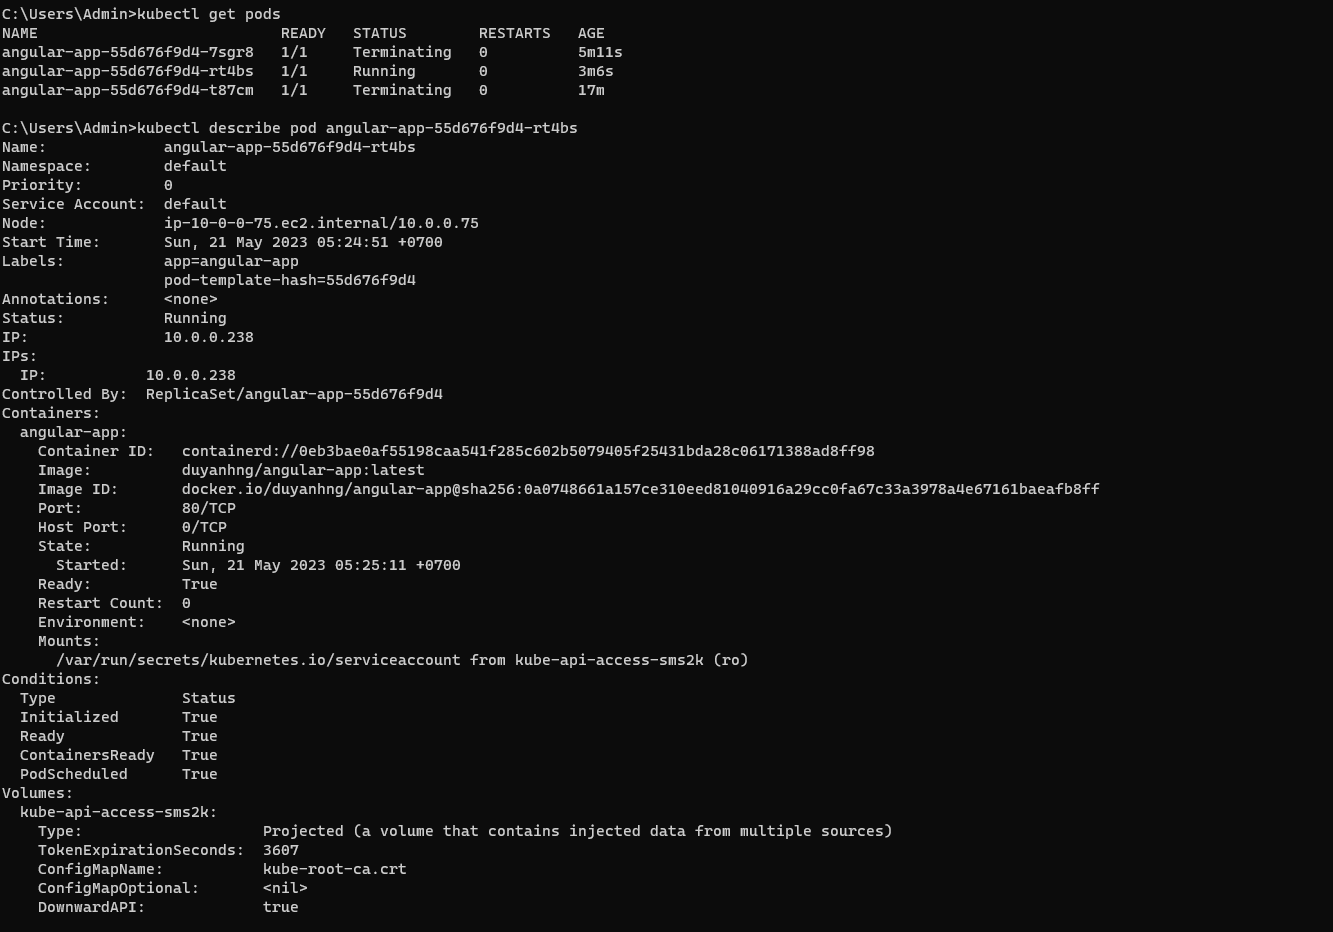 C:\Users\Admin>kubectl get pods
NAME                           READY   STATUS        RESTARTS   AGE
angular-app-55d676f9d4-7sgr8   1/1     Terminating   0          5m11s
angular-app-55d676f9d4-rt4bs   1/1     Running       0          3m6s
angular-app-55d676f9d4-t87cm   1/1     Terminating   0          17m
C:\Users\Admin>kubectl describe pod angular-app-55d676f9d4-rt4bs
Name:             angular-app-55d676f9d4-rt4bs
Namespace:        default
Priority:         0
Service Account:  default
Node:             ip-10-0-0-75.ec2.internal/10.0.0.75
Start Time:       Sun, 21 May 2023 05:24:51 +0700
Labels:           app=angular-app
                  pod-template-hash=55d676f9d4
Annotations:      <none>
Status:           Running
IP:               10.0.0.238
IPs:
  IP:           10.0.0.238
Controlled By:  ReplicaSet/angular-app-55d676f9d4
Containers:
  angular-app:
    Container ID:   containerd://0eb3bae0af55198caa541f285c602b5079405f25431bda28c06171388ad8ff98
    Image:          duyanhng/angular-app:latest
    Image ID:       docker.io/duyanhng/angular-app@sha256:0a0748661a157ce310eed81040916a29cc0fa67c33a3978a4e67161baeafb8ff
    Port:           80/TCP
    Host Port:      0/TCP
    State:          Running
      Started:      Sun, 21 May 2023 05:25:11 +0700
    Ready:          True
    Restart Count:  0
    Environment:    <none>
    Mounts:
      /var/run/secrets/kubernetes.io/serviceaccount from kube-api-access-sms2k (ro)
Conditions:
  Type              Status
  Initialized       True
  Ready             True
  ContainersReady   True
  PodScheduled      True
Volumes:
  kube-api-access-sms2k:
    Type:                    Projected (a volume that contains injected data from multiple sources)
    TokenExpirationSeconds:  3607
    ConfigMapName:           kube-root-ca.crt
    ConfigMapOptional:       <nil>
    DownwardAPI:             true